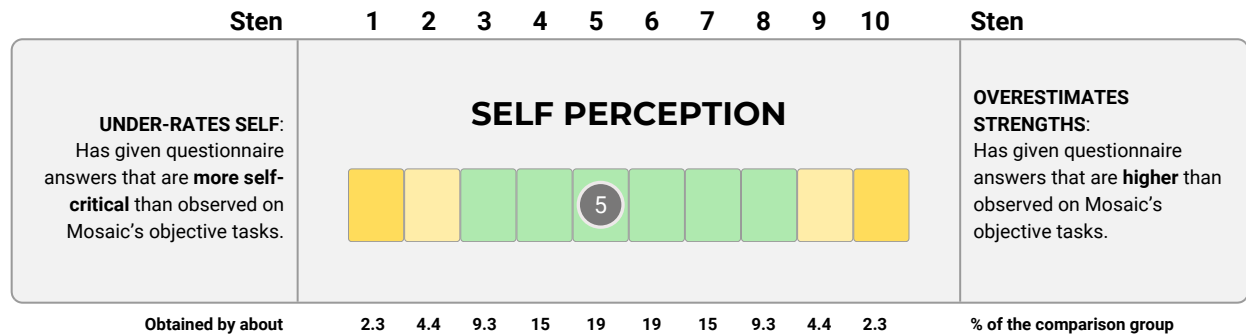 Sten 1 2 3 4 5 6 7 8 9 10 Sten
UNDER-RATES SELF:
Has given questionnaire
answers that are more self-
critical than observed on
Mosaic's objective tasks.
SELF PERCEPTION
5
OVERESTIMATES
STRENGTHS:
Has given questionnaire
answers that are higher than
observed on Mosaic's
objective tasks.
Obtained by about 2.3 4.4 9.3 15 19 19 15 9.3 4.4 2.3 % of the comparison group